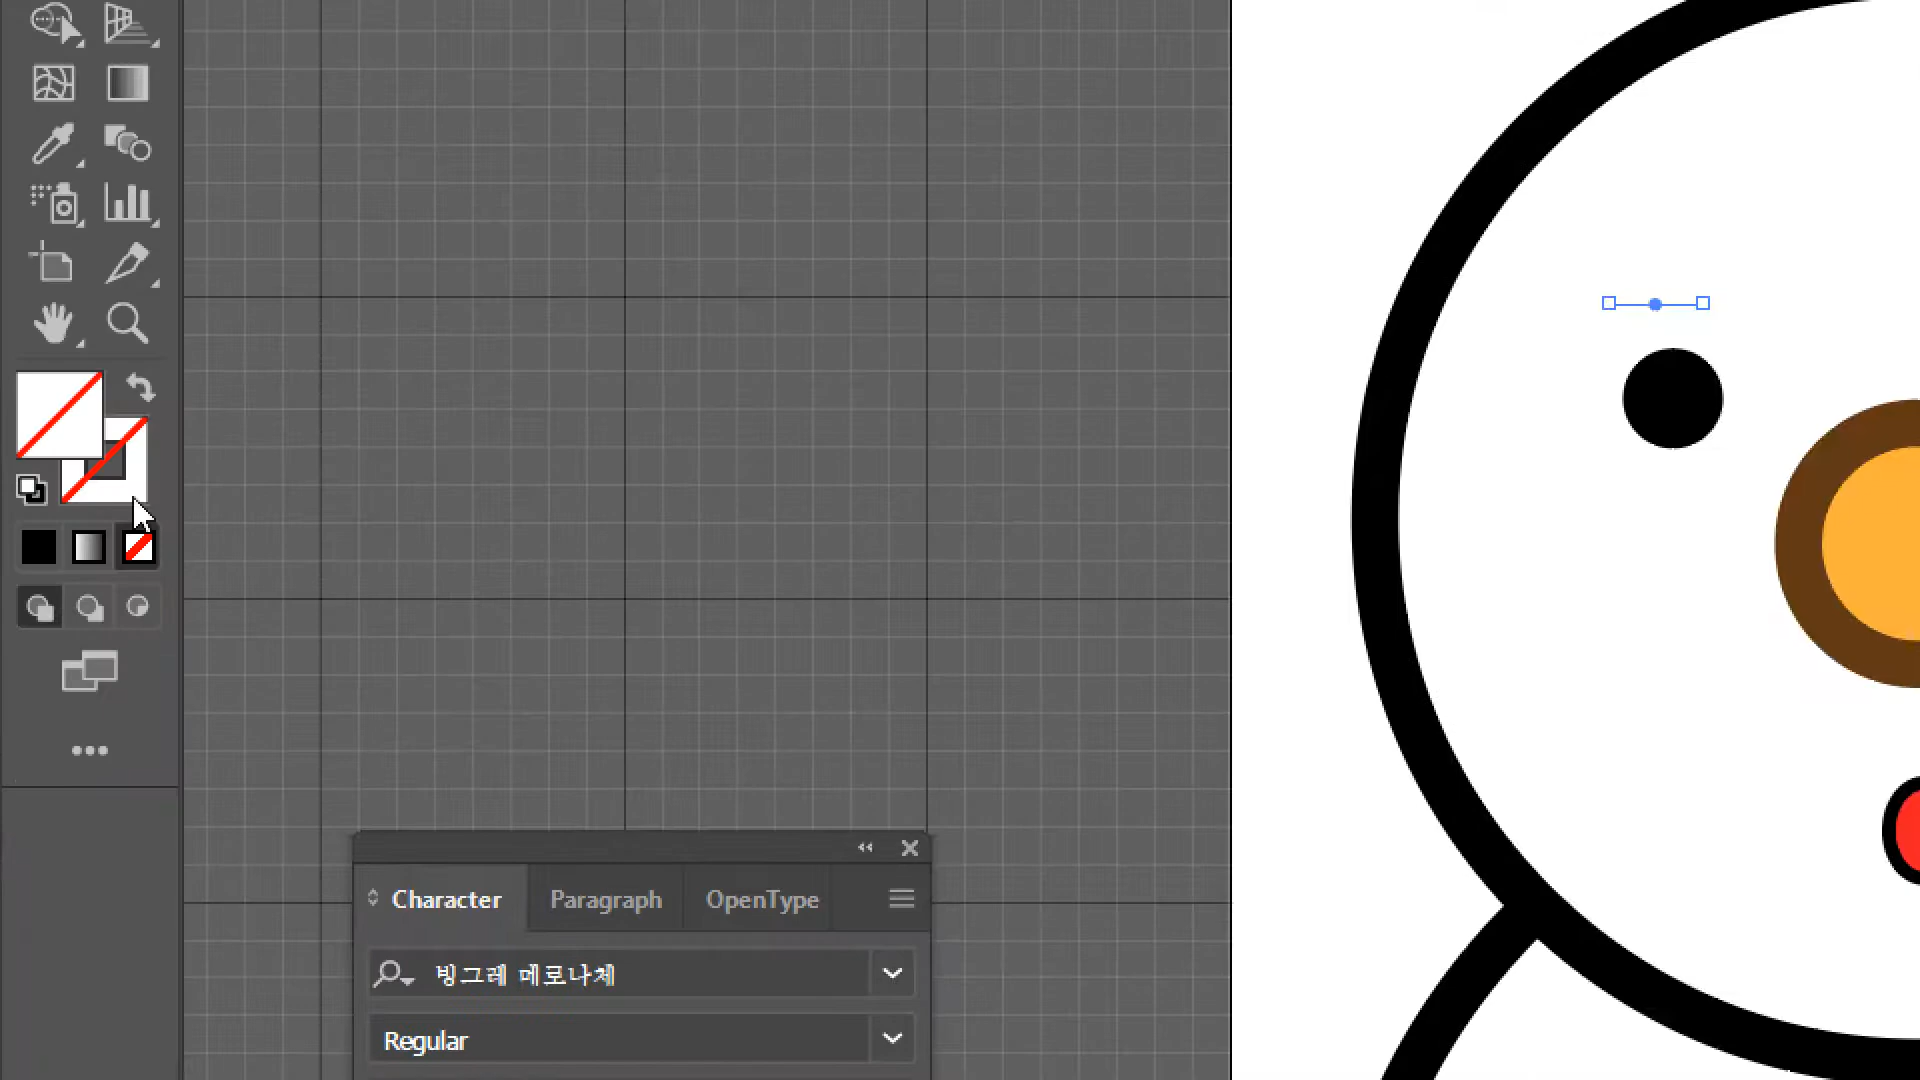 Character Paragraph OpenType
빙그레 메로나체
Regular